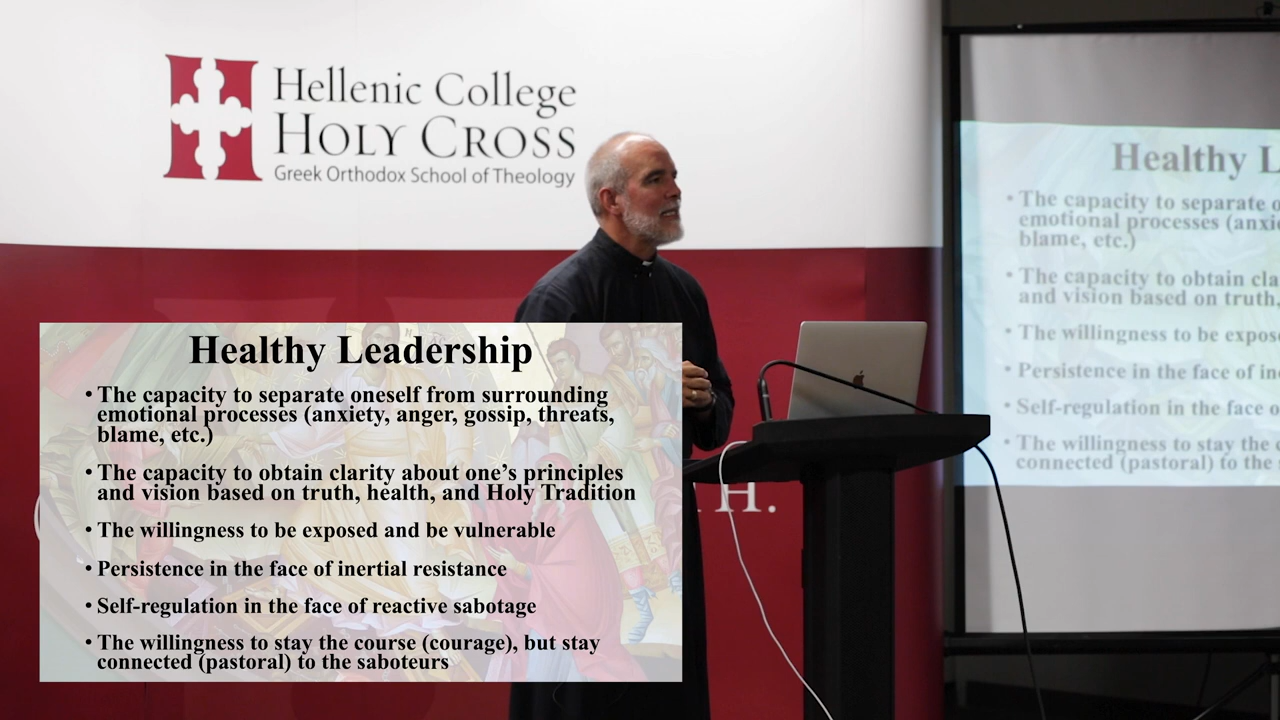 Hellenic College
HOLY CROSS
Greek Orthodox School of Theology
Healthy Leadership
• The capacity to separate oneself from surrounding
emotional processes (anxiety, anger, gossip, threats,
blame, etc.)
• The capacity to obtain clarity about one’s principles
and vision based on truth, health, and Holy Tradition
• The willingness to be exposed and be vulnerable
• Persistence in the face of inertial resistance
• Self-regulation in the face of reactive sabotage
• The willingness to stay the course (courage), but stay
connected (pastoral) to the saboteurs
Healthy L
• The capacity to separate o
emotional processes (anxie
blame, etc.)
• The capacity to obtain cla
and vision based on truth,
• The willingness to be expos
• Persistence in the face of in
• Self-regulation in the face o
• The willingness to stay the
connected (pastoral) to the
TH.